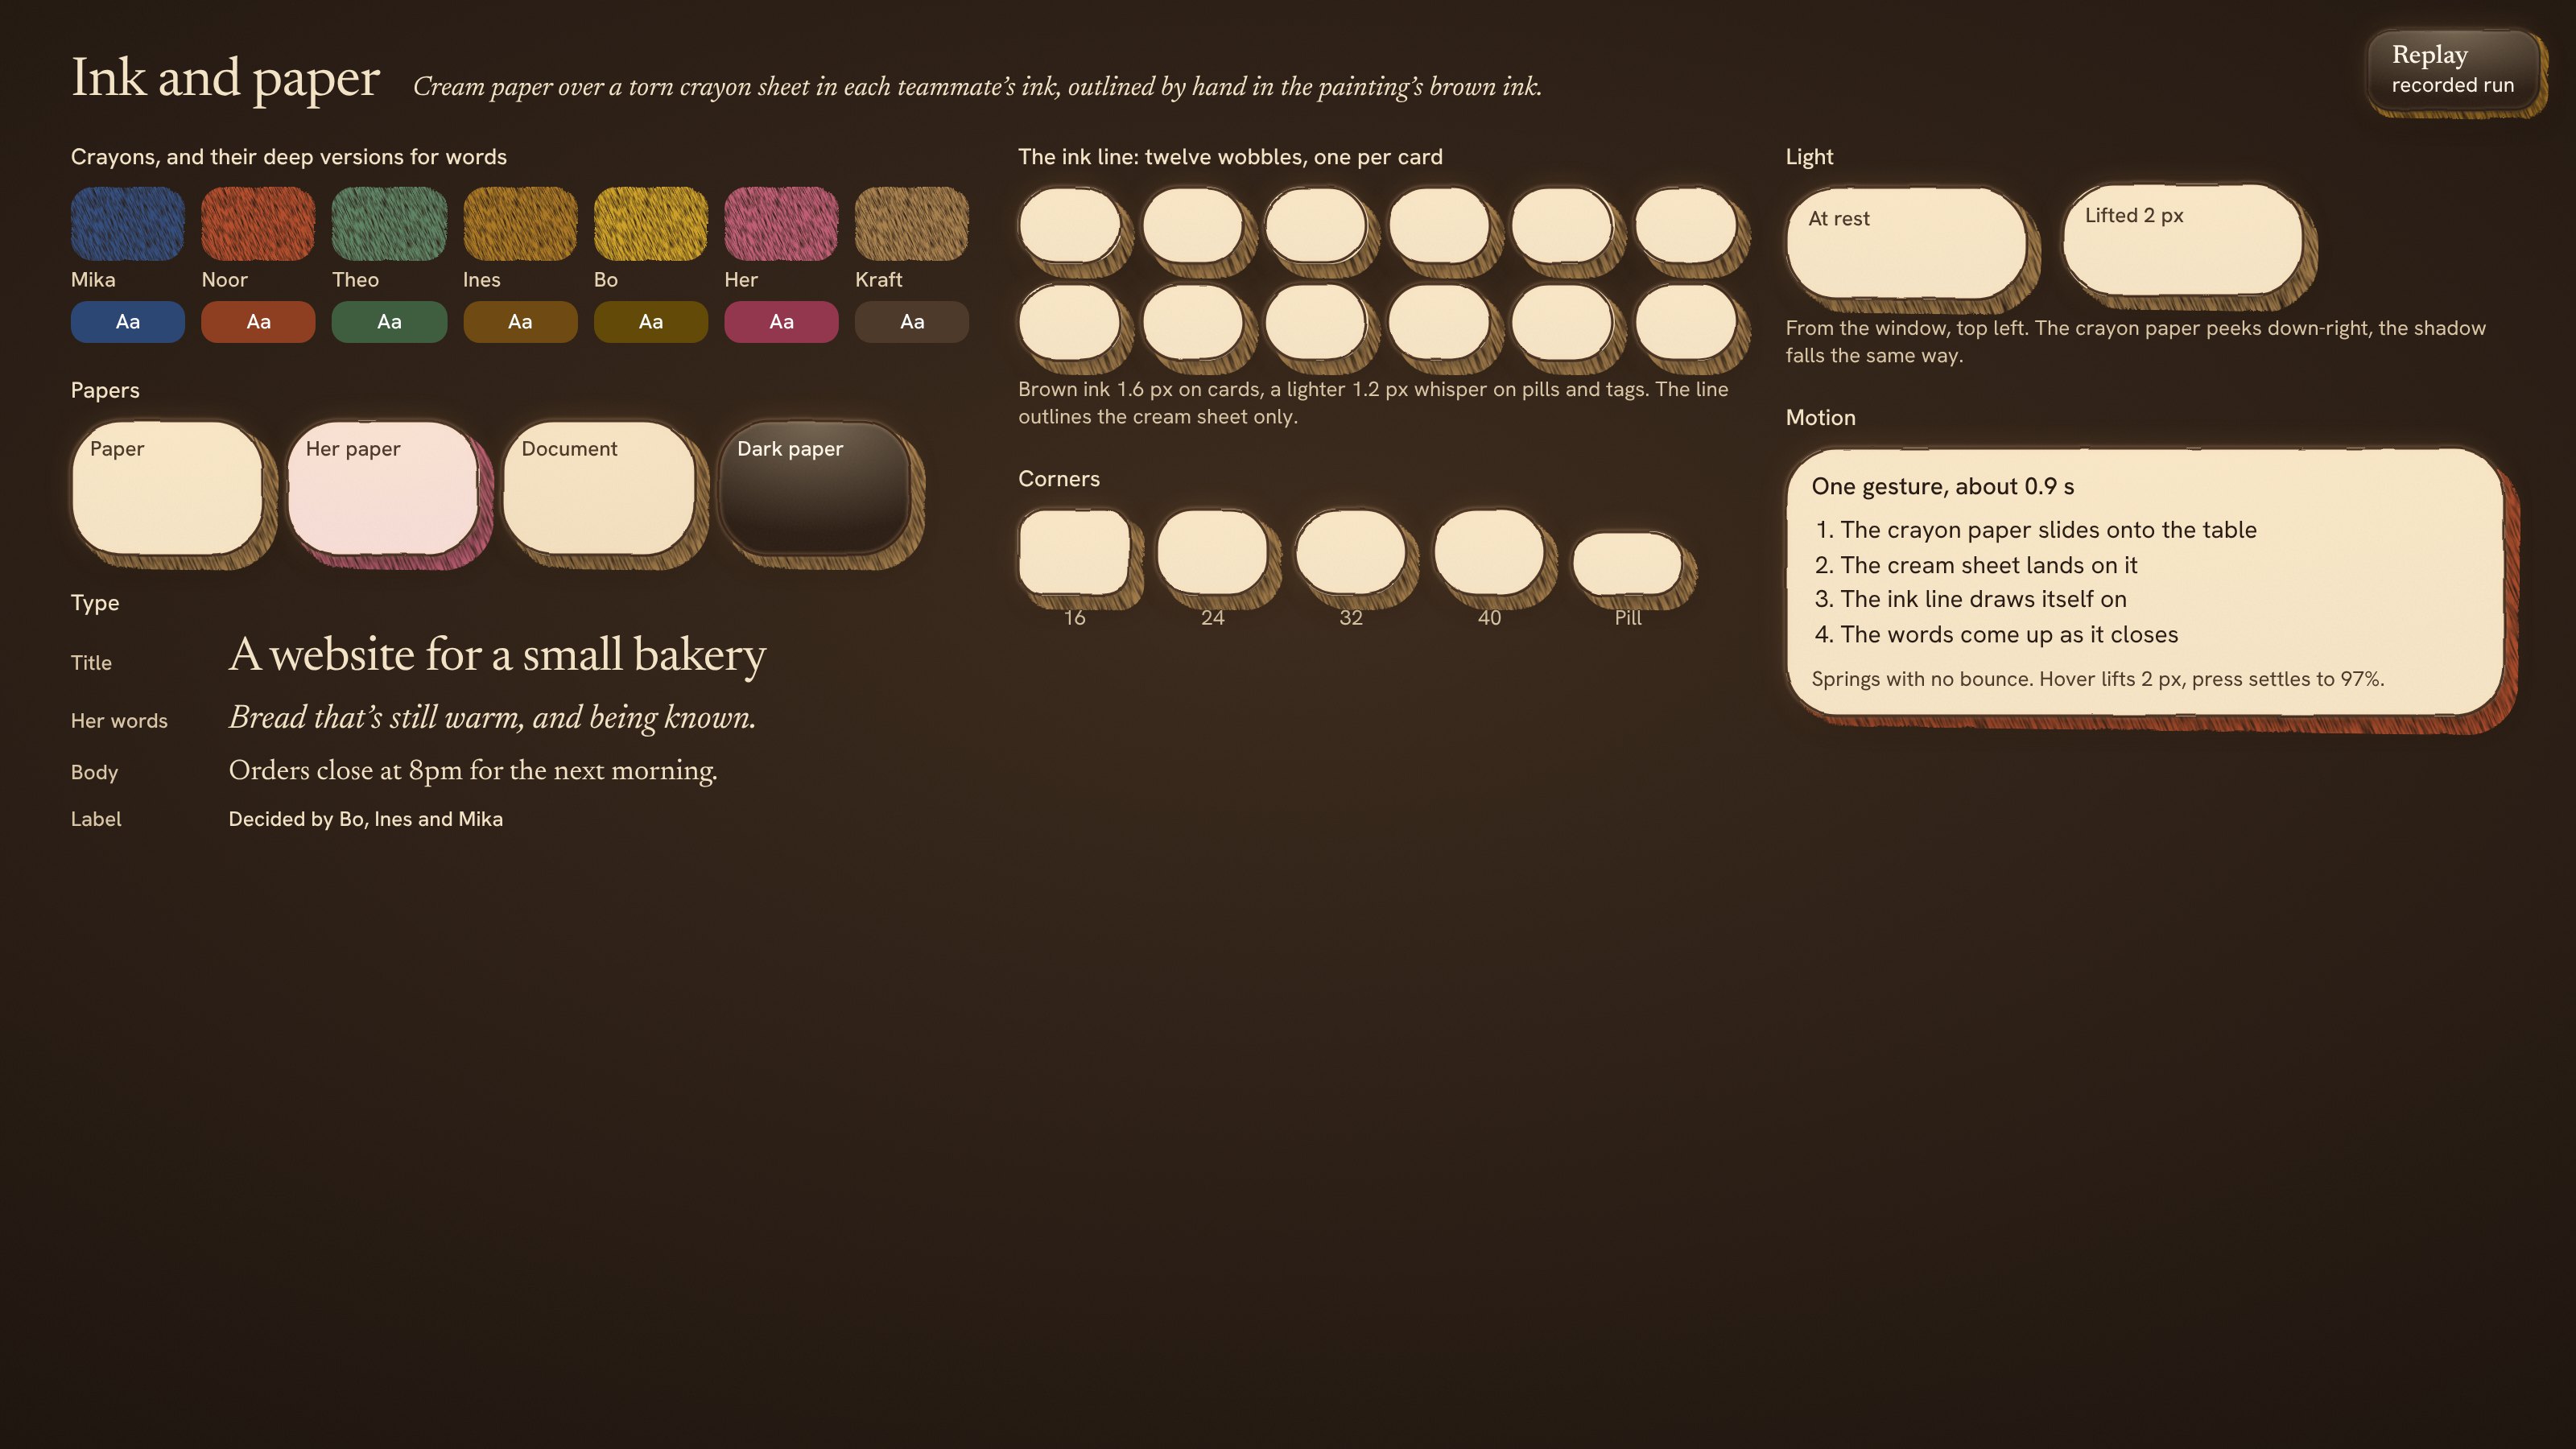 Ink and paper
Cream paper over a torn crayon sheet in each teammate’s ink, outlined by hand in the painting’s brown ink.
Replay
recorded run
Crayons, and their deep versions for words
Mika
Noor
Theo
Ines
Bo
Her
Kraft
Aa
Aa
Aa
Aa
Aa
Aa
Aa
Papers
Paper
Her paper
Document
Dark paper
Type
Title
A website for a small bakery
Her words
Bread that’s still warm, and being known.
Body
Orders close at 8pm for the next morning.
Label
Decided by Bo, Ines and Mika
The ink line: twelve wobbles, one per card
Brown ink 1.6 px on cards, a lighter 1.2 px whisper on pills and tags. The line
outlines the cream sheet only.
Corners
16
24
32
40
Pill
Light
At rest
Lifted 2 px
From the window, top left. The crayon paper peeks down-right, the shadow
falls the same way.
Motion
One gesture, about 0.9 s
1. The crayon paper slides onto the table
2. The cream sheet lands on it
3. The ink line draws itself on
4. The words come up as it closes
Springs with no bounce. Hover lifts 2 px, press settles to 97%.